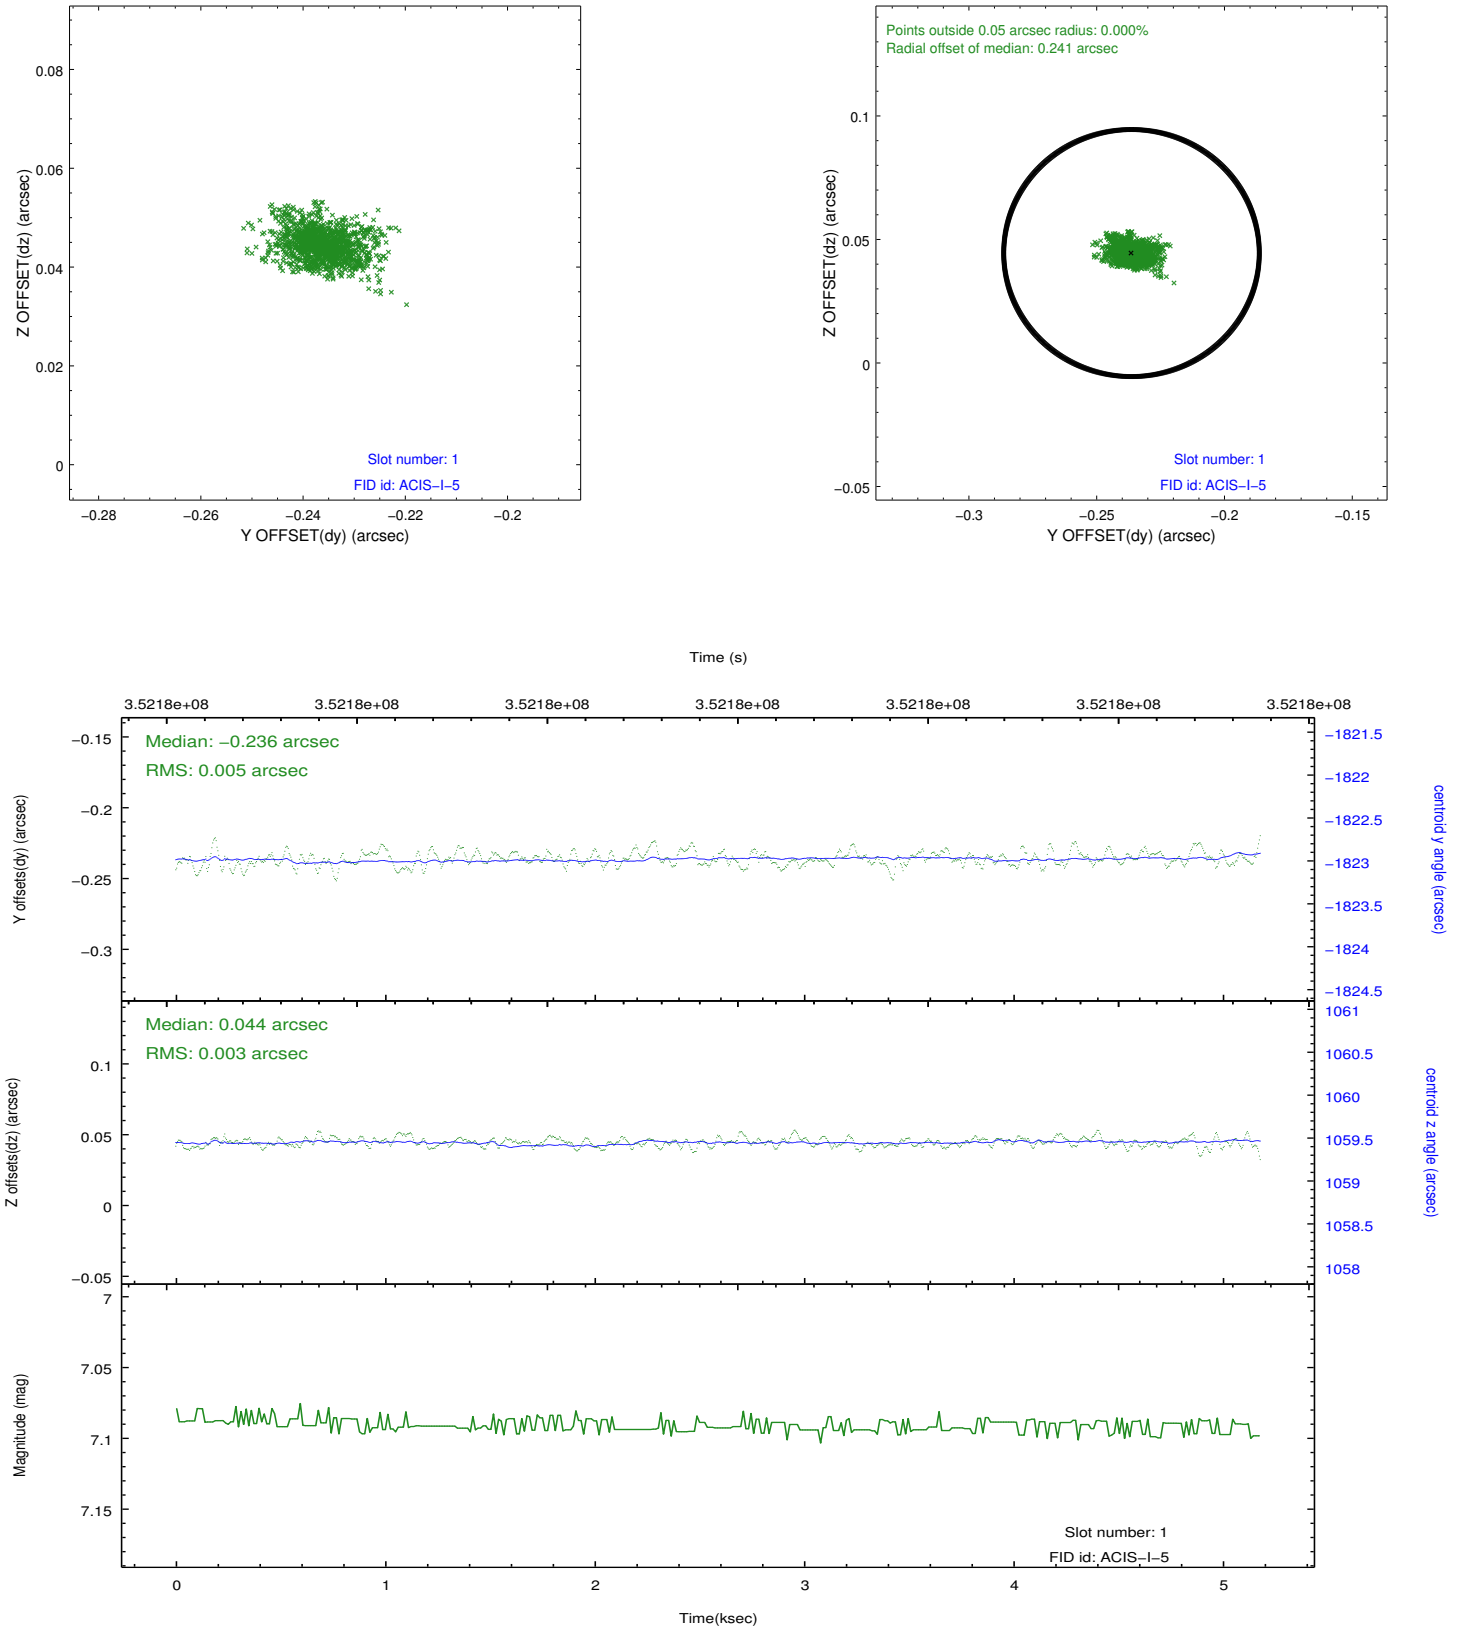 0.08
0.06
0.04
0.02
0
Z OFFSET(dz) (arcsec)
Slot number: 1
FID id: ACIS−I−5
−0.28
−0.26
−0.24
−0.22
−0.2
Y OFFSET(dy) (arcsec)
Points outside 0.05 arcsec radius: 0.000%
Radial offset of median: 0.241 arcsec
0.1
0.05
0
−0.05
Z OFFSET(dz) (arcsec)
Slot number: 1
FID id: ACIS−I−5
−0.3
−0.25
−0.2
−0.15
Y OFFSET(dy) (arcsec)
Time (s)
3.5218e+08
3.5218e+08
3.5218e+08
3.5218e+08
3.5218e+08
3.5218e+08
3.5218e+08
Median: −0.236 arcsec
RMS: 0.005 arcsec
−0.15
−0.2
−0.25
−0.3
Y offsets(dy) (arcsec)
−1821.5
−1822
−1822.5
−1823
−1823.5
−1824
−1824.5
centroid y angle (arcsec)
Median: 0.044 arcsec
RMS: 0.003 arcsec
0.1
0.05
0
−0.05
Z offsets(dz) (arcsec)
1061
1060.5
1060
1059.5
1059
1058.5
1058
centroid z angle (arcsec)
7
7.05
7.1
7.15
Magnitude (mag)
Slot number: 1
FID id: ACIS−I−5
0
1
2
3
4
5
Time(ksec)